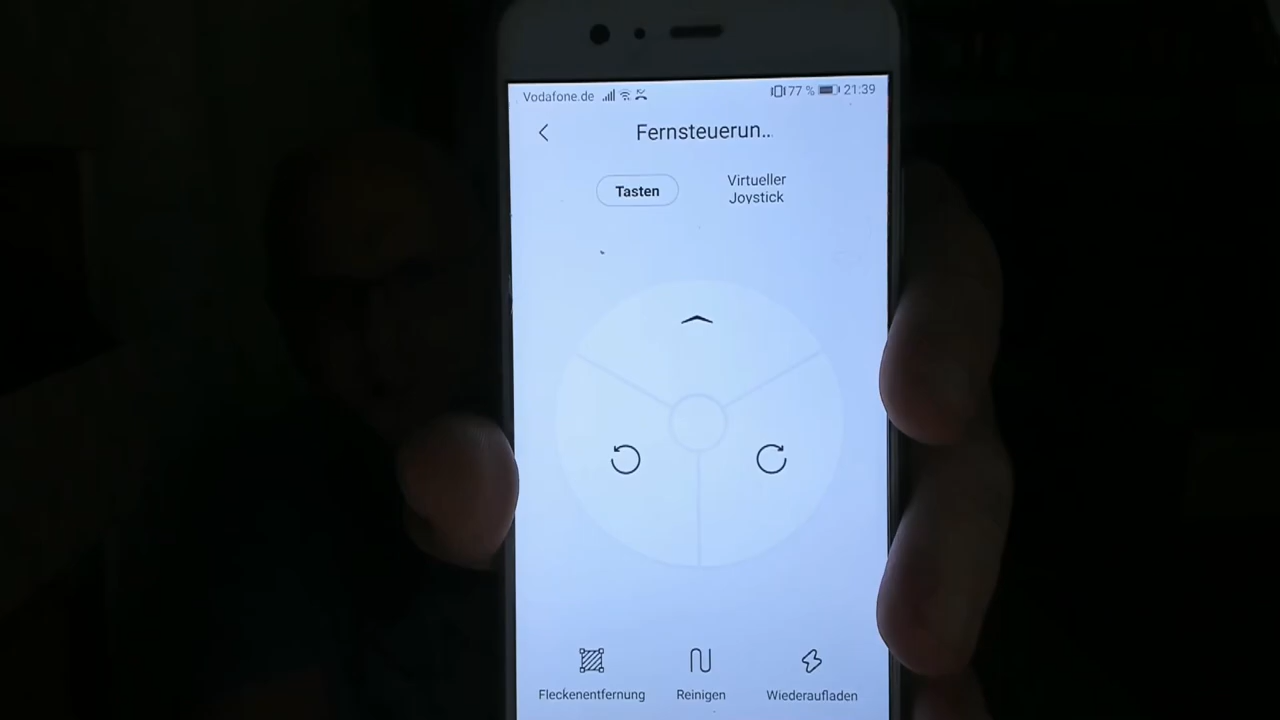 Vodafone.de 77 % 21:39
Fernsteuerun...
Tasten
Virtueller
Joystick
Fleckenentfernung Reinigen Wiederaufladen